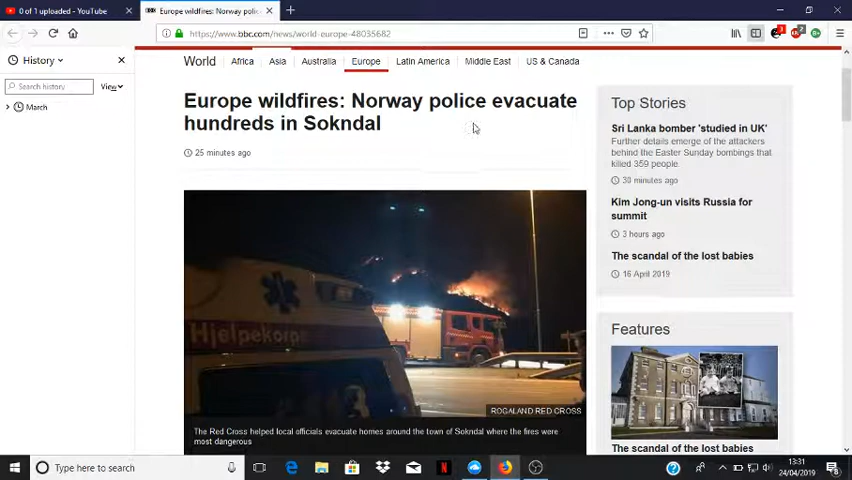 0 of 1 uploaded - YouTube
BBC Europe wildfires: Norway polic
https://www.bbc.com/news/world-europe-48035682
History
Search history
View
March
World Africa Asia Australia Europe Latin America Middle East US & Canada
Europe wildfires: Norway police evacuate
hundreds in Sokndal
25 minutes ago
Hjelpekorp
ROGALAND RED CROSS
The Red Cross helped local officials evacuate homes around the town of Sokndal where the fires were
most dangerous
Top Stories
Sri Lanka bomber 'studied in UK'
Further details emerge of the attackers
behind the Easter Sunday bombings that
killed 359 people.
30 minutes ago
Kim Jong-un visits Russia for
summit
3 hours ago
The scandal of the lost babies
16 April 2019
Features
The scandal of the lost babies
Type here to search
13:31
24/04/2019